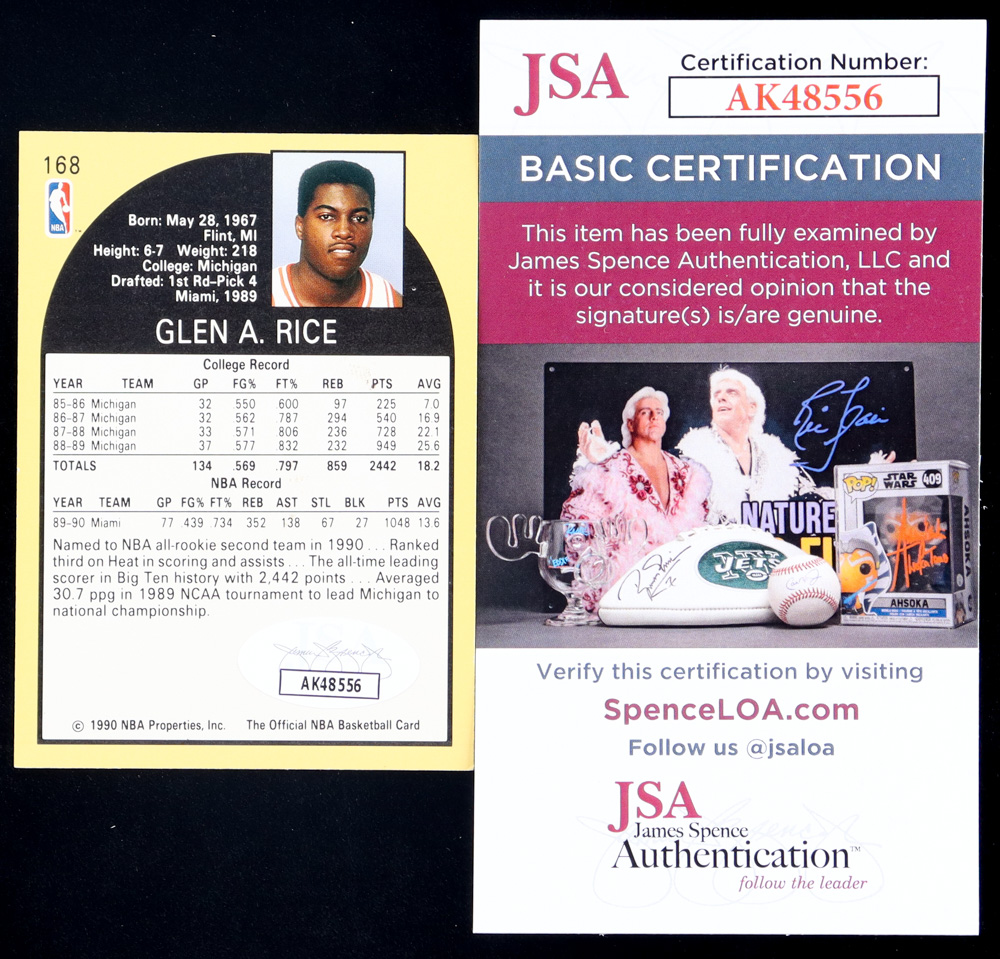 168
NBA
Born: May 28, 1967
Flint, MI
Height: 6-7 Weight: 218
College: Michigan
Drafted: 1st Rd-Pick 4
Miami, 1989
GLEN A. RICE
College Record
YEAR TEAM GP FG% FT% REB PTS AVG
85-86 Michigan 32 .550 .600 97 225 7.0
86-87 Michigan 32 .562 .787 294 540 16.9
87-88 Michigan 33 .571 .806 236 728 22.1
88-89 Michigan 37 .577 .832 232 949 25.6
TOTALS 134 .569 .797 859 2442 18.2
NBA Record
YEAR TEAM GP FG% FT% REB AST STL BLK PTS AVG
89-90 Miami 77 .439 .734 352 138 67 27 1048 13.6
Named to NBA all-rookie second team in 1990 . . . Ranked
third on Heat in scoring and assists . . . The all-time leading
scorer in Big Ten history with 2,442 points . . . Averaged
30.7 ppg in 1989 NCAA tournament to lead Michigan to
national championship.
AK48556
© 1990 NBA Properties, Inc. The Official NBA Basketball Card
JSA
Certification Number:
AK48556
BASIC CERTIFICATION
This item has been fully examined by
James Spence Authentication, LLC and
it is our considered opinion that the
signature(s) is/are genuine.
Ric Flair
NATURE
POP! STAR WARS 409
AHSOKA
JETS
AHSOKA
Verify this certification by visiting
SpenceLOA.com
Follow us @jsaloa
JSA
James Spence
Authentication™
follow the leader